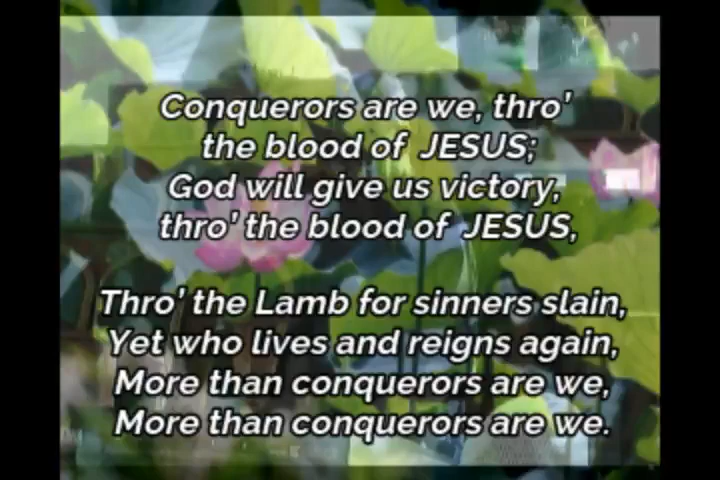 Conquerors are we, thro'
the blood of JESUS;
God will give us victory,
thro' the blood of JESUS,
Thro' the Lamb for sinners slain,
Yet who lives and reigns again,
More than conquerors are we,
More than conquerors are we.